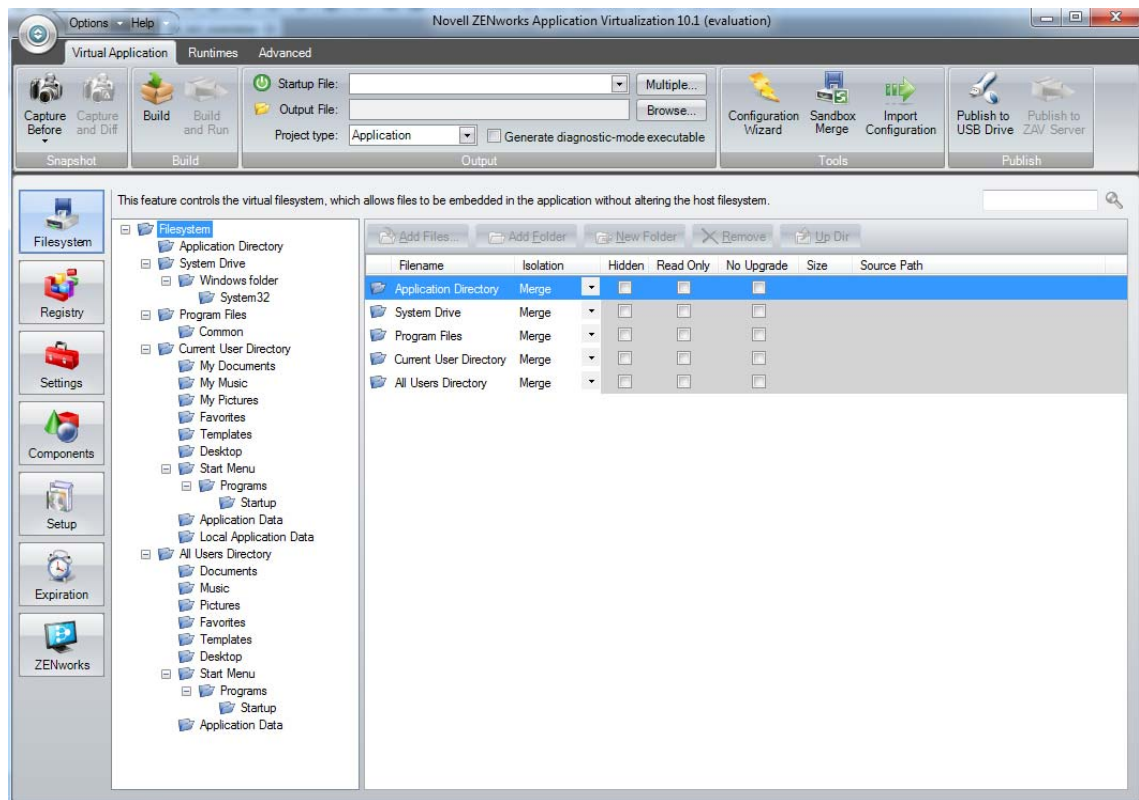 Options Help
Novell ZENworks Application Virtualization 10.1 (evaluation)
Virtual Application Runtimes Advanced
Capture Before
Capture and Diff
Snapshot
Build
Build and Run
Build
Startup File:
Multiple...
Output File:
Browse...
Project type: Application
Generate diagnostic-mode executable
Output
Configuration Wizard
Sandbox Merge
Import Configuration
Tools
Publish to USB Drive
Publish to ZAV Server
Publish
Filesystem
Registry
Settings
Components
Setup
Expiration
ZENworks
This feature controls the virtual filesystem, which allows files to be embedded in the application without altering the host filesystem.
Filesystem
Application Directory
System Drive
Windows folder
System32
Program Files
Common
Current User Directory
My Documents
My Music
My Pictures
Favorites
Templates
Desktop
Start Menu
Programs
Startup
Application Data
Local Application Data
All Users Directory
Documents
Music
Pictures
Favorites
Templates
Desktop
Start Menu
Programs
Startup
Application Data
Add Files... Add Folder New Folder Remove Up Dir
Filename Isolation Hidden Read Only No Upgrade Size Source Path
Application Directory Merge
System Drive Merge
Program Files Merge
Current User Directory Merge
All Users Directory Merge